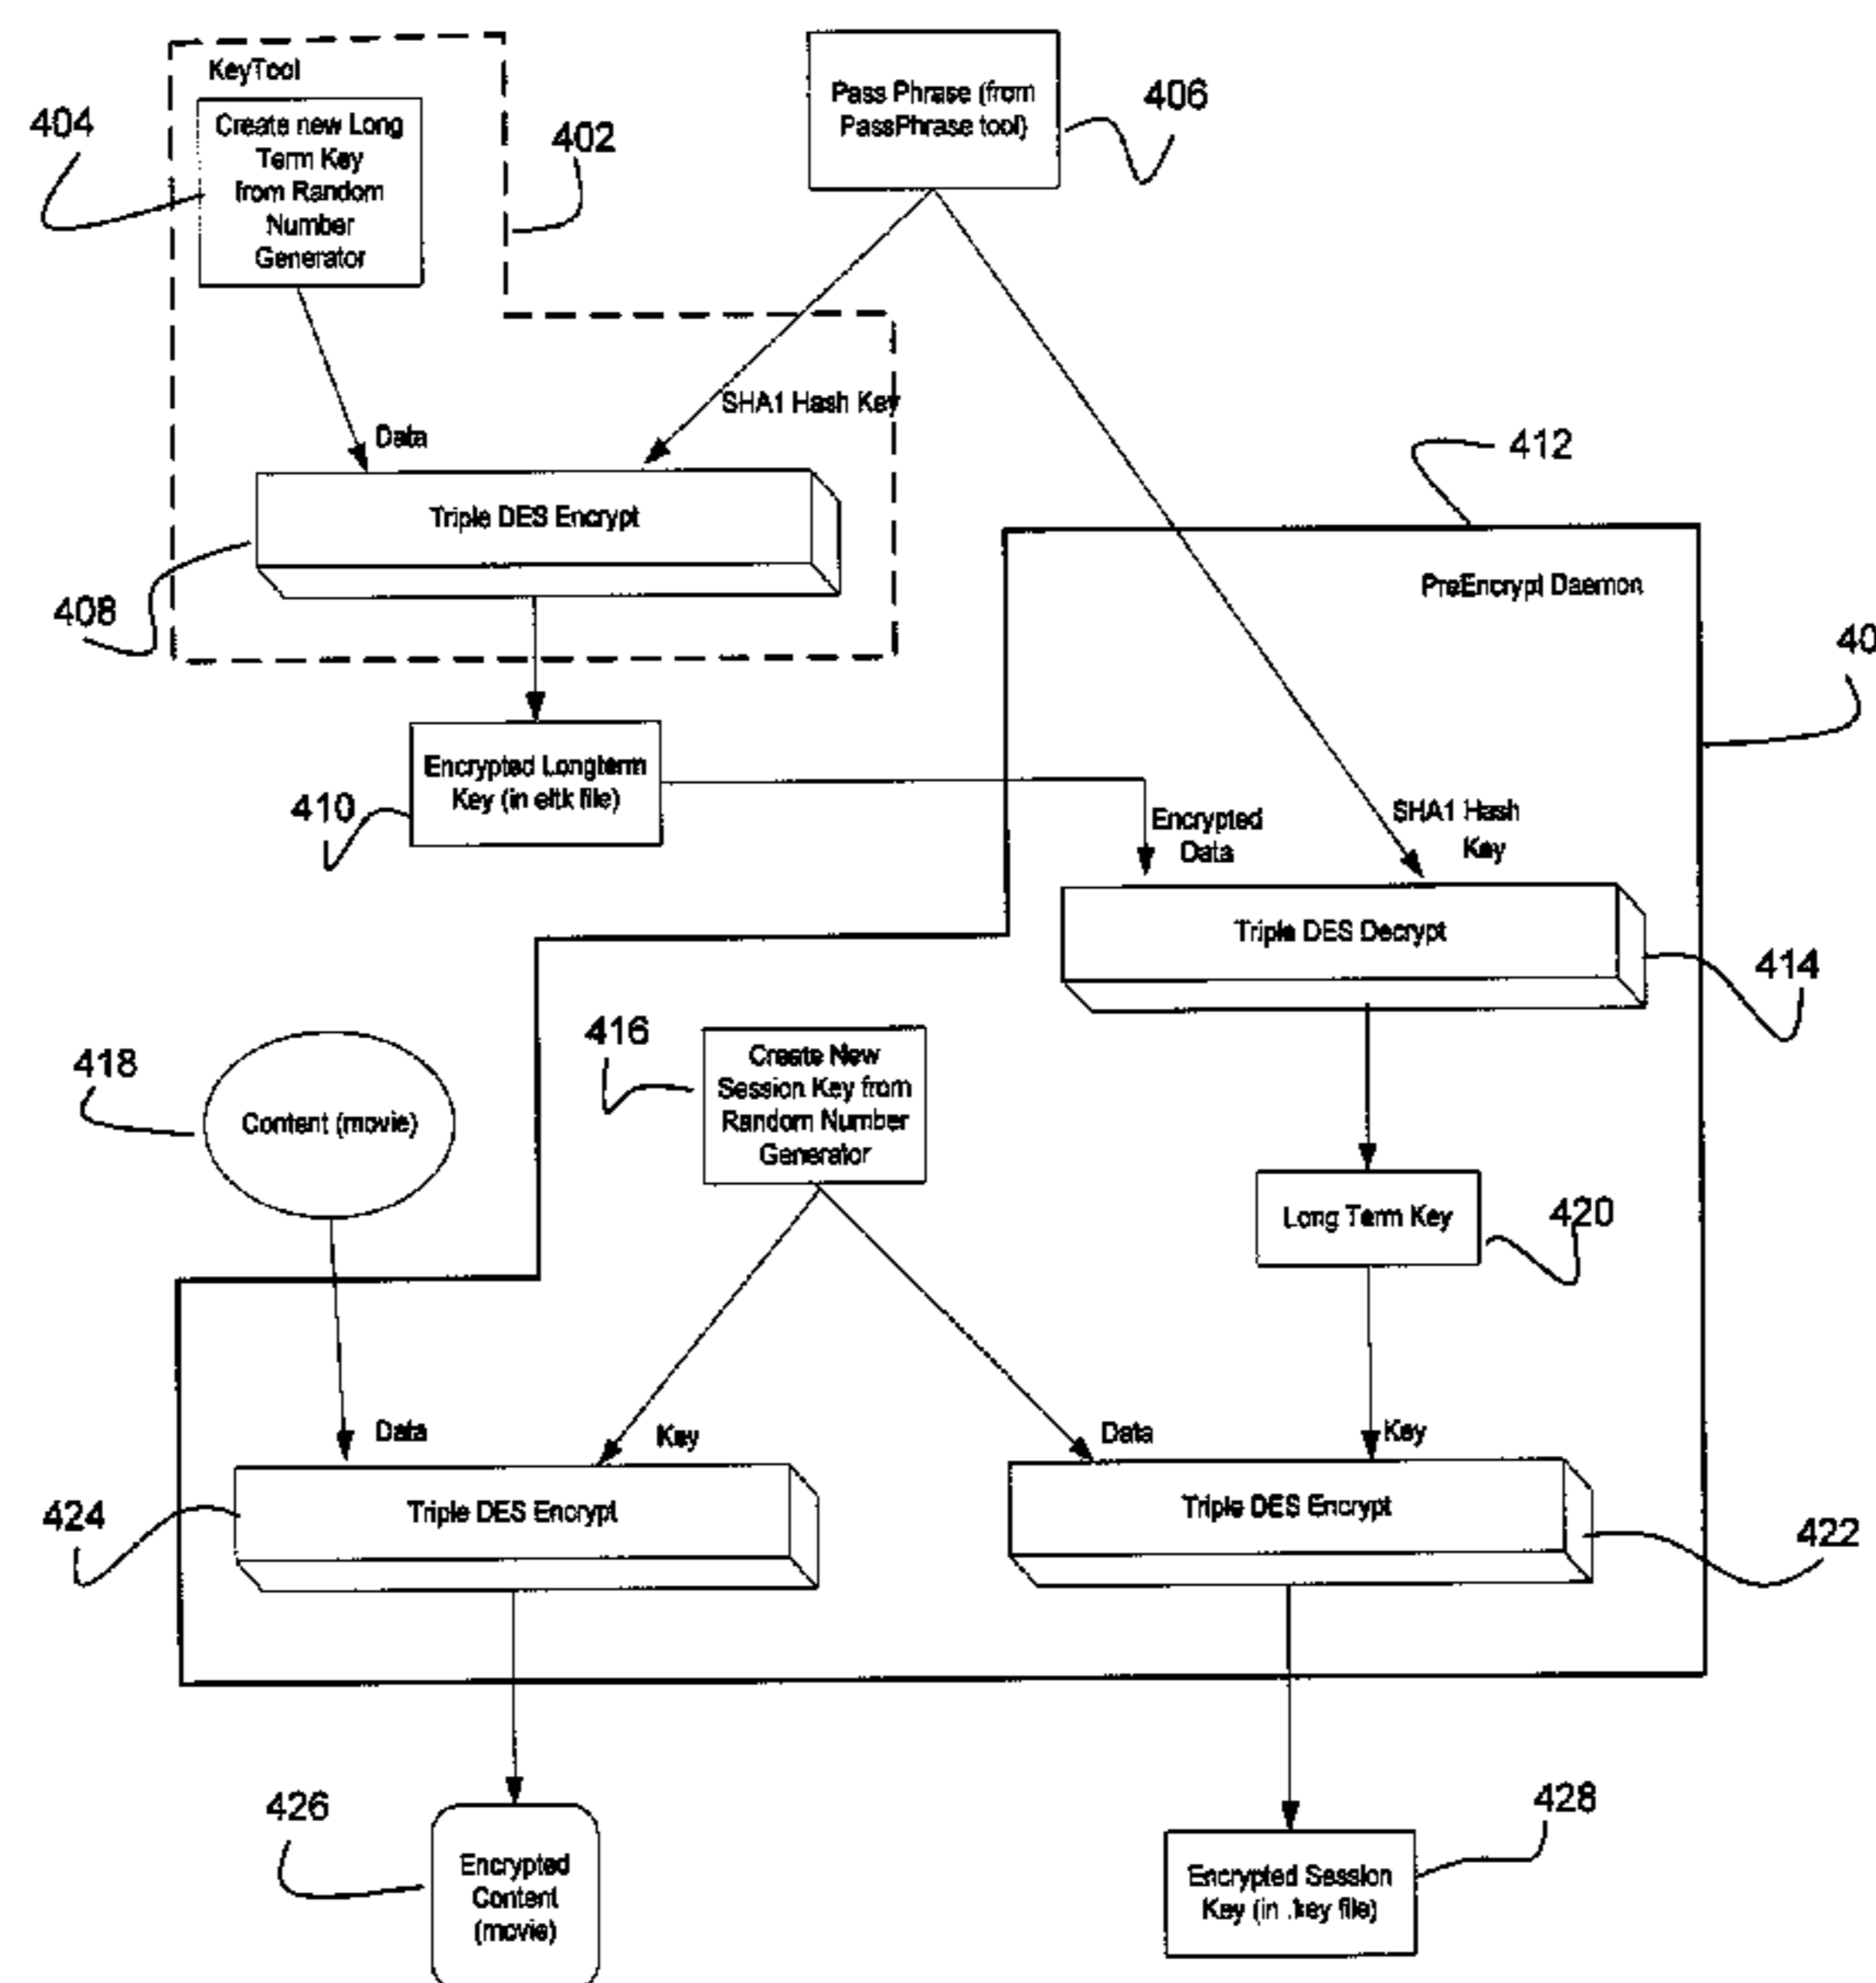 KeyTool
404
Create new Long
Term Key
from Random
Number
Generator
402
Pass Phrase (from
PassPhrase tool)
406
SHA1 Hash Key
Data
Triple DES Encrypt
408
412
PreEncrypt Daemon
40
Encrypted Longterm
Key (in eltk file)
410
Encrypted
Data
SHA1 Hash
Key
Triple DES Decrypt
414
416
Create New
Session Key from
Random Number
Generator
418
Content (movie)
Long Term Key
420
Data
Key
Data
Key
Triple DES Encrypt
424
Triple DES Encrypt
422
426
Encrypted
Content
(movie)
428
Encrypted Session
Key (in .key file)